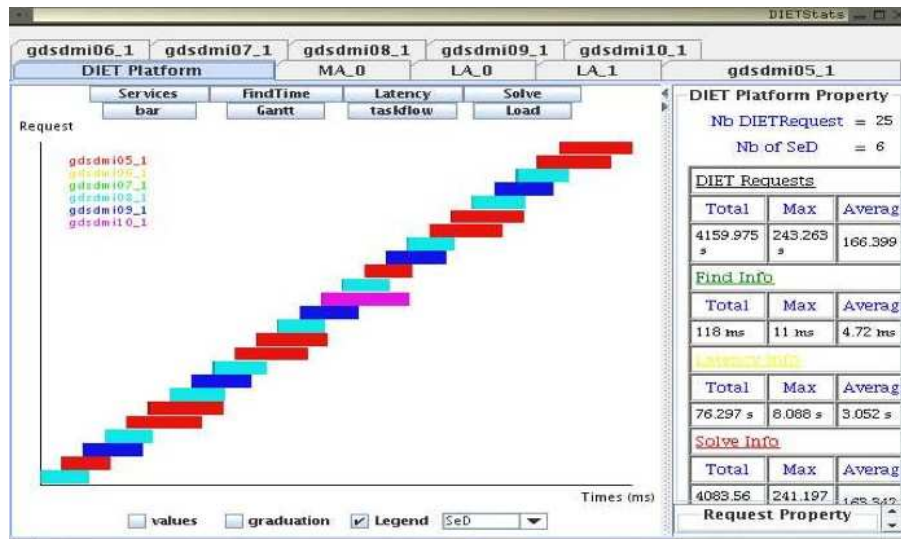 DIETStats
gdsdmi06_1 gdsdmi07_1 gdsdmi08_1 gdsdmi09_1 gdsdmi10_1
DIET Platform MA_0 LA_0 LA_1 gdsdmi05_1
Services FindTime Latency Solve
bar Gantt taskflow Load
Request
gdsdmi05_1
gdsdmi06_1
gdsdmi07_1
gdsdmi08_1
gdsdmi09_1
gdsdmi10_1
Times (ms)
values graduation Legend SeD
DIET Platform Property
Nb DIETRequest = 25
Nb of SeD = 6
DIET Requests
Total Max Averag
4159.975 s 243.263 s 166.399
Find Info
Total Max Averag
118 ms 11 ms 4.72 ms
Latency Info
Total Max Averag
76.297 s 8.088 s 3.052 s
Solve Info
Total Max Averag
4083.56 241.197
Request Property